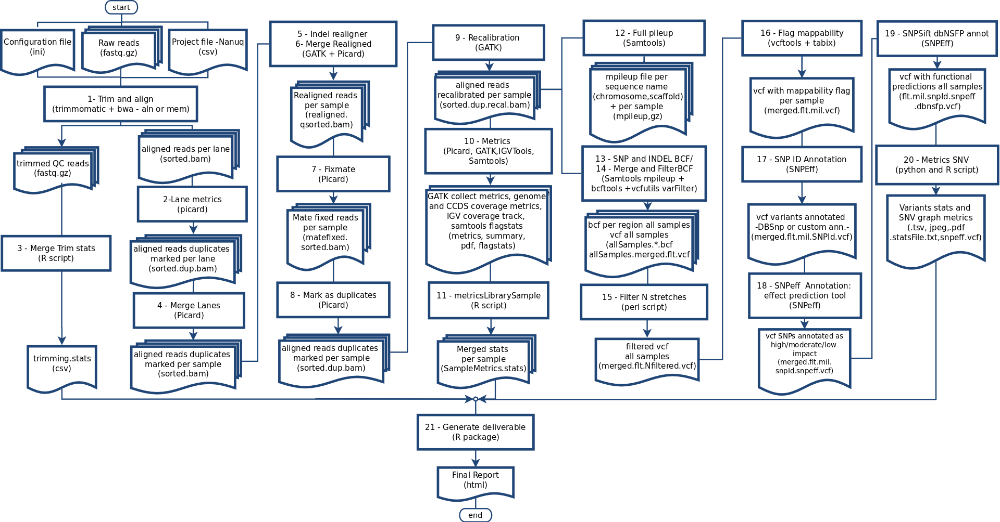 start
Configuration file
(ini)
Raw reads
(fastq.gz)
Project file -Nanuq
(csv)
1- Trim and align
(trimmomatic + bwa - aln or mem)
trimmed QC reads
(fastq.gz)
3 - Merge Trim stats
(R script)
trimming.stats
(csv)
aligned reads per lane
(sorted.bam)
2-Lane metrics
(picard)
aligned reads duplicates
marked per lane
(sorted.dup.bam)
4 - Merge Lanes
(Picard)
aligned reads duplicates
marked per sample
(sorted.bam)
5 - Indel realigner
6- Merge Realigned
(GATK + Picard)
Realigned reads
per sample
(realigned.
qsorted.bam)
7 - Fixmate
(Picard)
Mate fixed reads
per sample
(matefixed.
sorted.bam)
8 - Mark as duplicates
(Picard)
aligned reads duplicates
marked per sample
(sorted.dup.bam)
9 - Recalibration
(GATK)
aligned reads
recalibrated per sample
(sorted.dup.recal.bam)
10 - Metrics
(Picard, GATK,IGVTools,
Samtools)
GATK collect metrics, genome
and CCDS coverage metrics,
IGV coverage track,
samtools flagstats
(metrics, summary,
pdf, flagstats)
11 - metricsLibrarySample
(R script)
Merged stats
per sample
(SampleMetrics.stats)
12 - Full pileup
(Samtools)
mpileup file per
sequence name
(chromosome,scaffold)
+ per sample
(mpileup,gz)
13 - SNP and INDEL BCF/
14 - Merge and FilterBCF
(Samtools mpileup +
bcftools +vcfutils varFilter)
bcf per region all samples
vcf all samples
(allSamples.*.bcf
allSamples.merged.flt.vcf
15 - Filter N stretches
(perl script)
filtered vcf
all samples
(merged.flt.Nfiltered.vcf)
16 - Flag mappability
(vcftools + tabix)
vcf with mappability flag
per sample
(merged.flt.mil.vcf)
17 - SNP ID Annotation
(SNPEff)
vcf variants annotated
-DBSnp or custom ann.-
(merged.flt.mil.SNPId.vcf)
18 - SNPeff  Annotation:
effect prediction tool
(SNPeff)
vcf SNPs annotated as
high/moderate/low
impact
(merged.flt.mil.
snpId.snpeff.vcf)
19 - SNPSift dbNSFP annot
(SNPEff)
vcf with functional
predictions all samples
(flt.mil.snpId.snpeff
.dbnsfp.vcf)
20 - Metrics SNV
(python and R script)
Variants stats and
SNV graph metrics
(.tsv, jpeg,.pdf
.statsFile.txt,snpeff.vcf)
21 - Generate deliverable
(R package)
Final Report
(html)
end